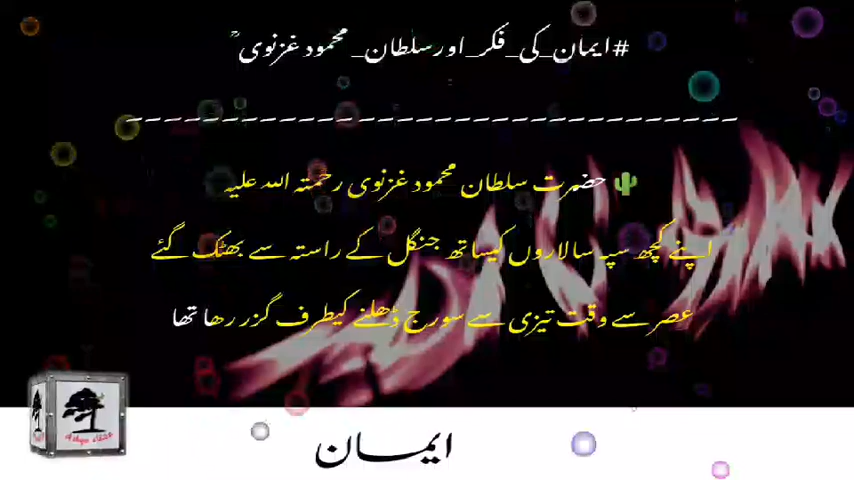 #ایمان_کی_فکر_اورسلطان_محمود غزنویؒ
------------------------------------
🌵 حضرت سلطان محمود غزنوی رحمتہ اللہ علیہ
اپنے کچھ سپہ سالاروں کیساتھ جنگل کے راستہ سے بھٹک گئے
عصر سے وقت تیزی سے سورج ڈھلنے کیطرف گزر رھا تھا
ایمان